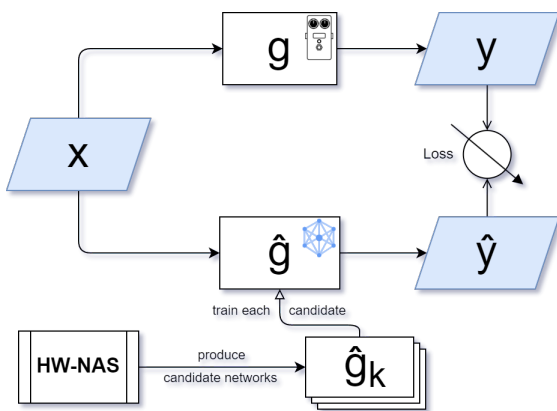 g
y
x
Loss
ĝ
ŷ
train each candidate
HW-NAS
produce
candidate networks
ĝk